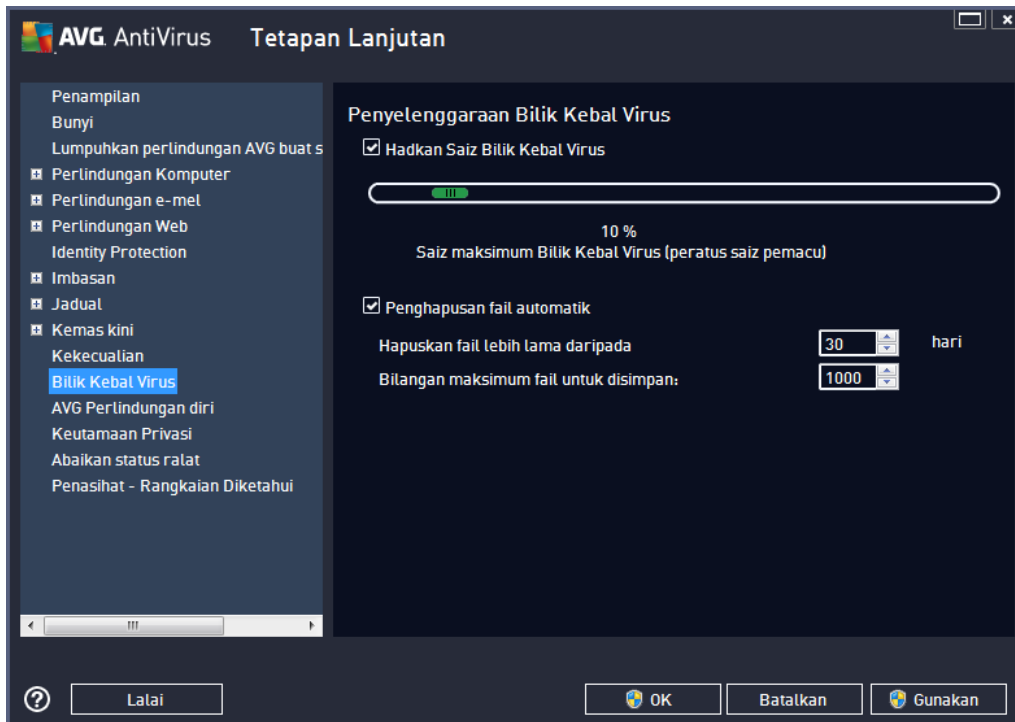 AVG AntiVirus Tetapan Lanjutan
Penampilan
Bunyi
Lumpuhkan perlindungan AVG buat s
Perlindungan Komputer
Perlindungan e-mel
Perlindungan Web
Identity Protection
Imbasan
Jadual
Kemas kini
Kekecualian
Bilik Kebal Virus
AVG Perlindungan diri
Keutamaan Privasi
Abaikan status ralat
Penasihat - Rangkaian Diketahui
Penyelenggaraan Bilik Kebal Virus
Hadkan Saiz Bilik Kebal Virus
10 %
Saiz maksimum Bilik Kebal Virus (peratus saiz pemacu)
Penghapusan fail automatik
Hapuskan fail lebih lama daripada 30 hari
Bilangan maksimum fail untuk disimpan: 1000
Lalai OK Batalkan Gunakan